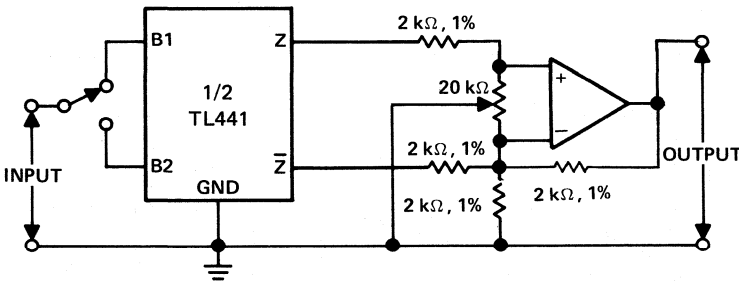 2 kΩ, 1%
B1
Z
+
1/2
TL441
20 kΩ
2 kΩ, 1%
−
INPUT
B2
Z̅
OUTPUT
GND
2 kΩ, 1%
2 kΩ, 1%